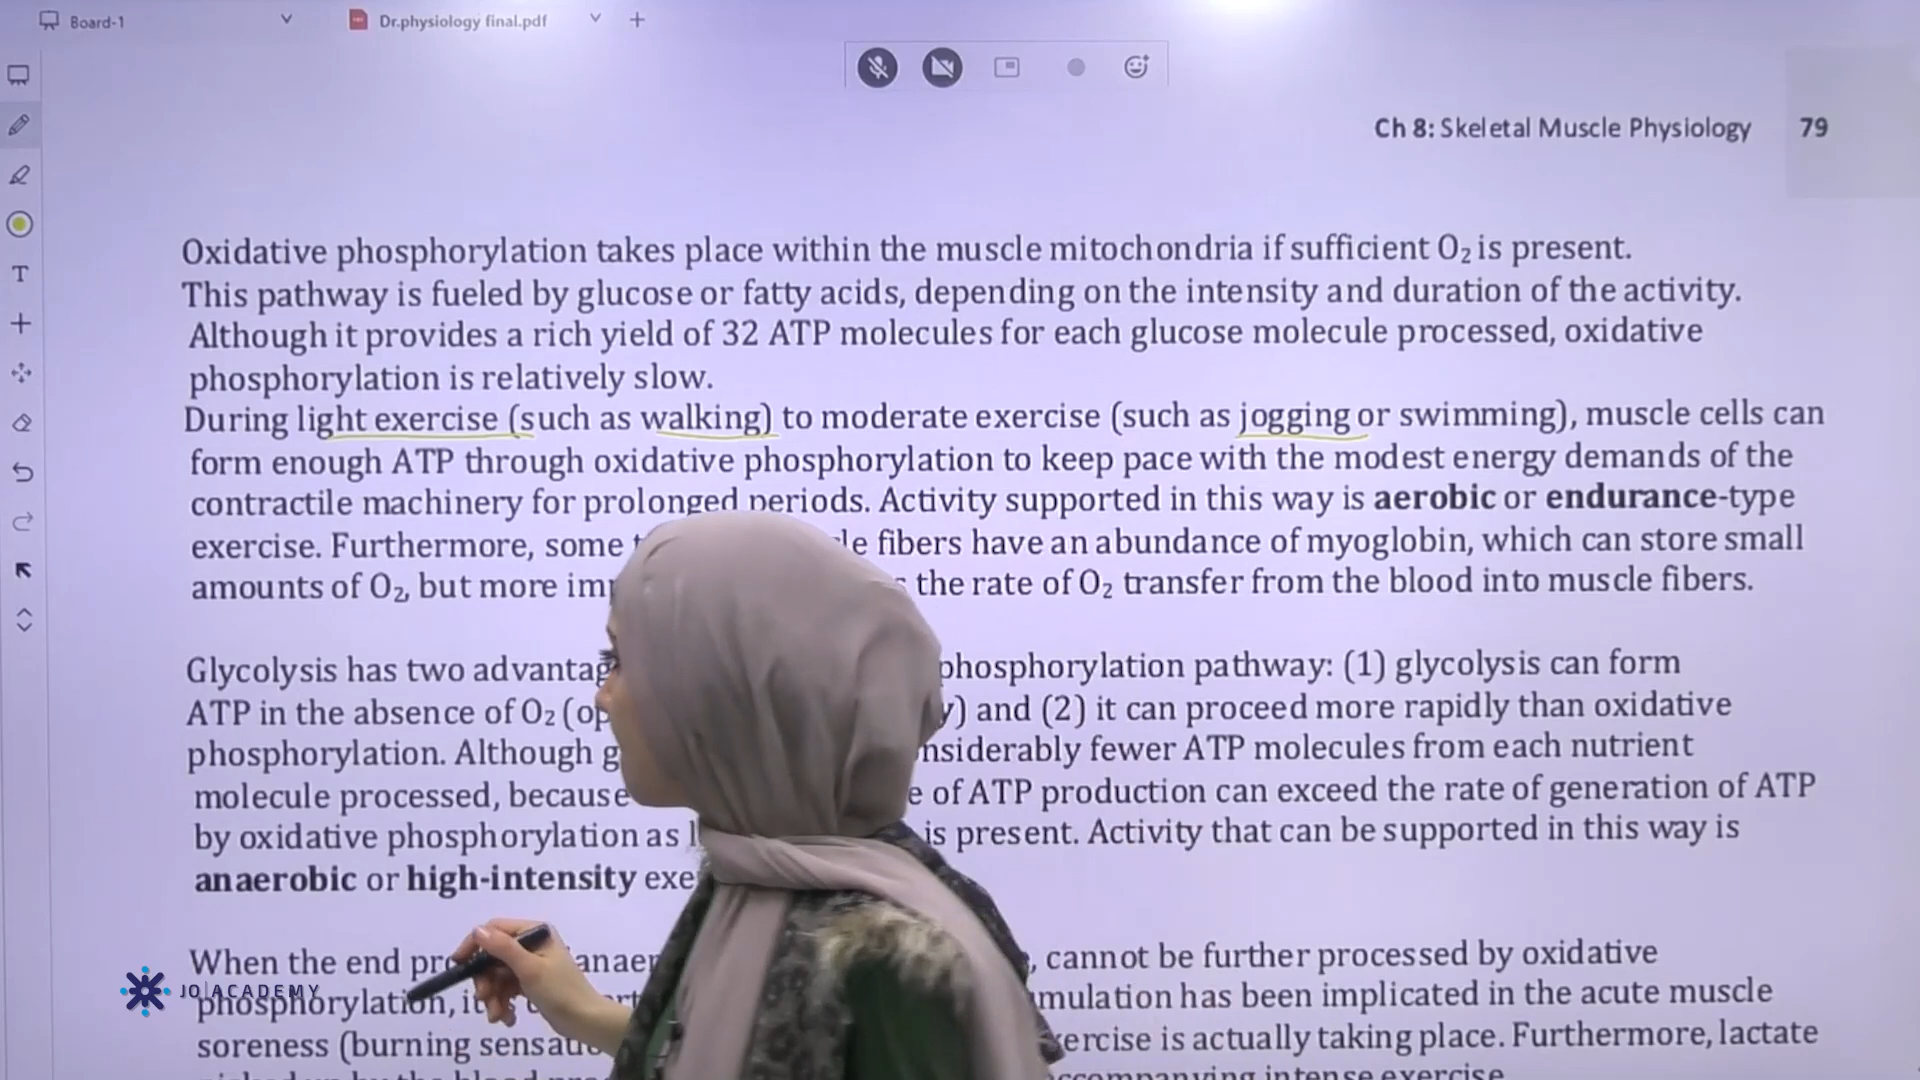 Board-1
Dr.physiology final.pdf
Ch 8: Skeletal Muscle Physiology 79
Oxidative phosphorylation takes place within the muscle mitochondria if sufficient O₂ is present.
This pathway is fueled by glucose or fatty acids, depending on the intensity and duration of the activity.
Although it provides a rich yield of 32 ATP molecules for each glucose molecule processed, oxidative
phosphorylation is relatively slow.
During light exercise (such as walking) to moderate exercise (such as jogging or swimming), muscle cells can
form enough ATP through oxidative phosphorylation to keep pace with the modest energy demands of the
contractile machinery for prolonged periods. Activity supported in this way is aerobic or endurance-type
exercise. Furthermore, some fibers have an abundance of myoglobin, which can store small
amounts of O₂, but more the rate of O₂ transfer from the blood into muscle fibers.
Glycolysis has two phosphorylation pathway: (1) glycolysis can form
ATP in the absence of O₂ and (2) it can proceed more rapidly than oxidative
phosphorylation. Although fewer ATP molecules from each nutrient
molecule processed, because of ATP production can exceed the rate of generation of ATP
by oxidative phosphorylation as is present. Activity that can be supported in this way is
anaerobic or high-intensity
When the end cannot be further processed by oxidative
JO|ACADEMY
phosphorylation, has been implicated in the acute muscle
soreness (burning is actually taking place. Furthermore, lactate
intense exercise